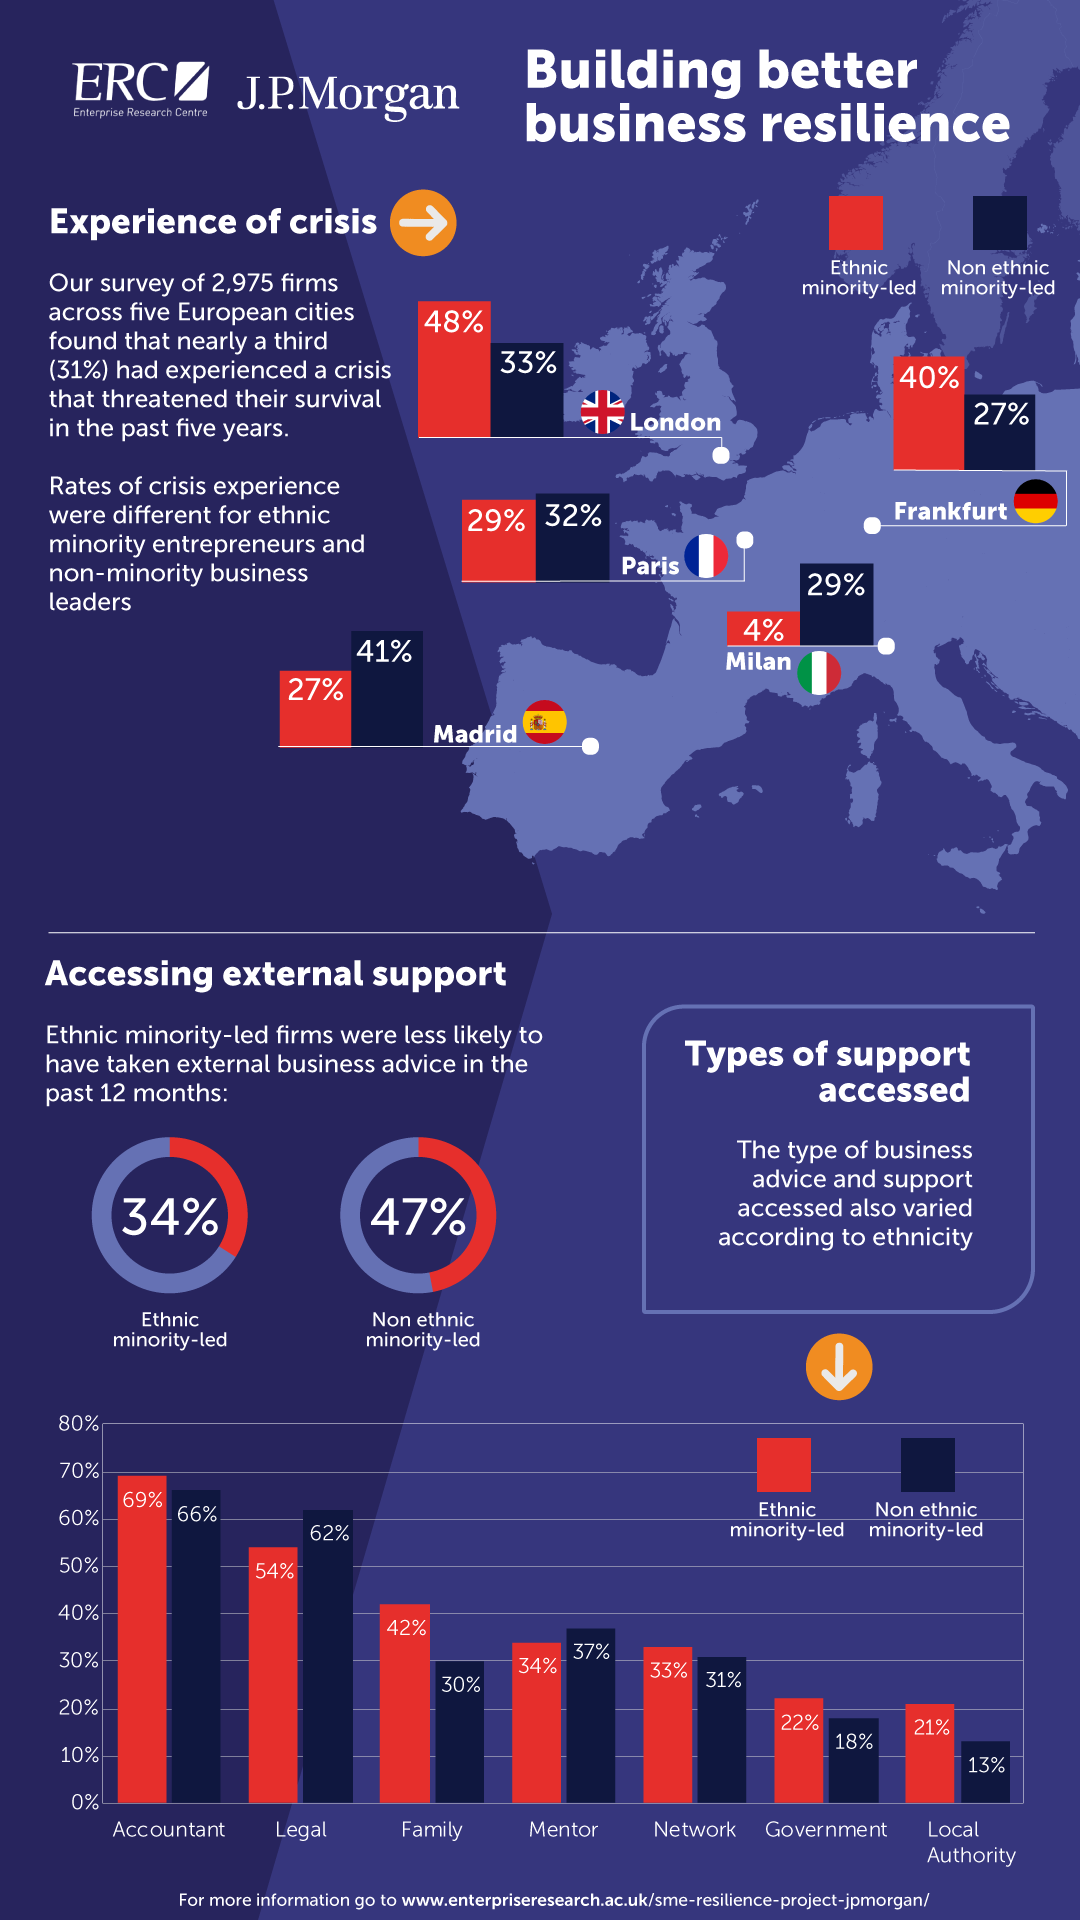 ERC
Enterprise Research Centre
J.P.Morgan
Building better
business resilience
Experience of crisis
Our survey of 2,975 firms
across five European cities
found that nearly a third
(31%) had experienced a crisis
that threatened their survival
in the past five years.
Rates of crisis experience
were different for ethnic
minority entrepreneurs and
non-minority business
leaders
Ethnic
minority-led
Non ethnic
minority-led
48%
33%
London
40%
27%
Frankfurt
29%
32%
Paris
4%
29%
Milan
27%
41%
Madrid
Accessing external support
Ethnic minority-led firms were less likely to
have taken external business advice in the
past 12 months:
34%
Ethnic
minority-led
47%
Non ethnic
minority-led
Types of support
accessed
The type of business
advice and support
accessed also varied
according to ethnicity
80%
70%
60%
50%
40%
30%
20%
10%
0%
Ethnic
minority-led
Non ethnic
minority-led
69%
66%
54%
62%
42%
30%
34%
37%
33%
31%
22%
18%
21%
13%
Accountant
Legal
Family
Mentor
Network
Government
Local
Authority
For more information go to www.enterpriseresearch.ac.uk/sme-resilience-project-jpmorgan/